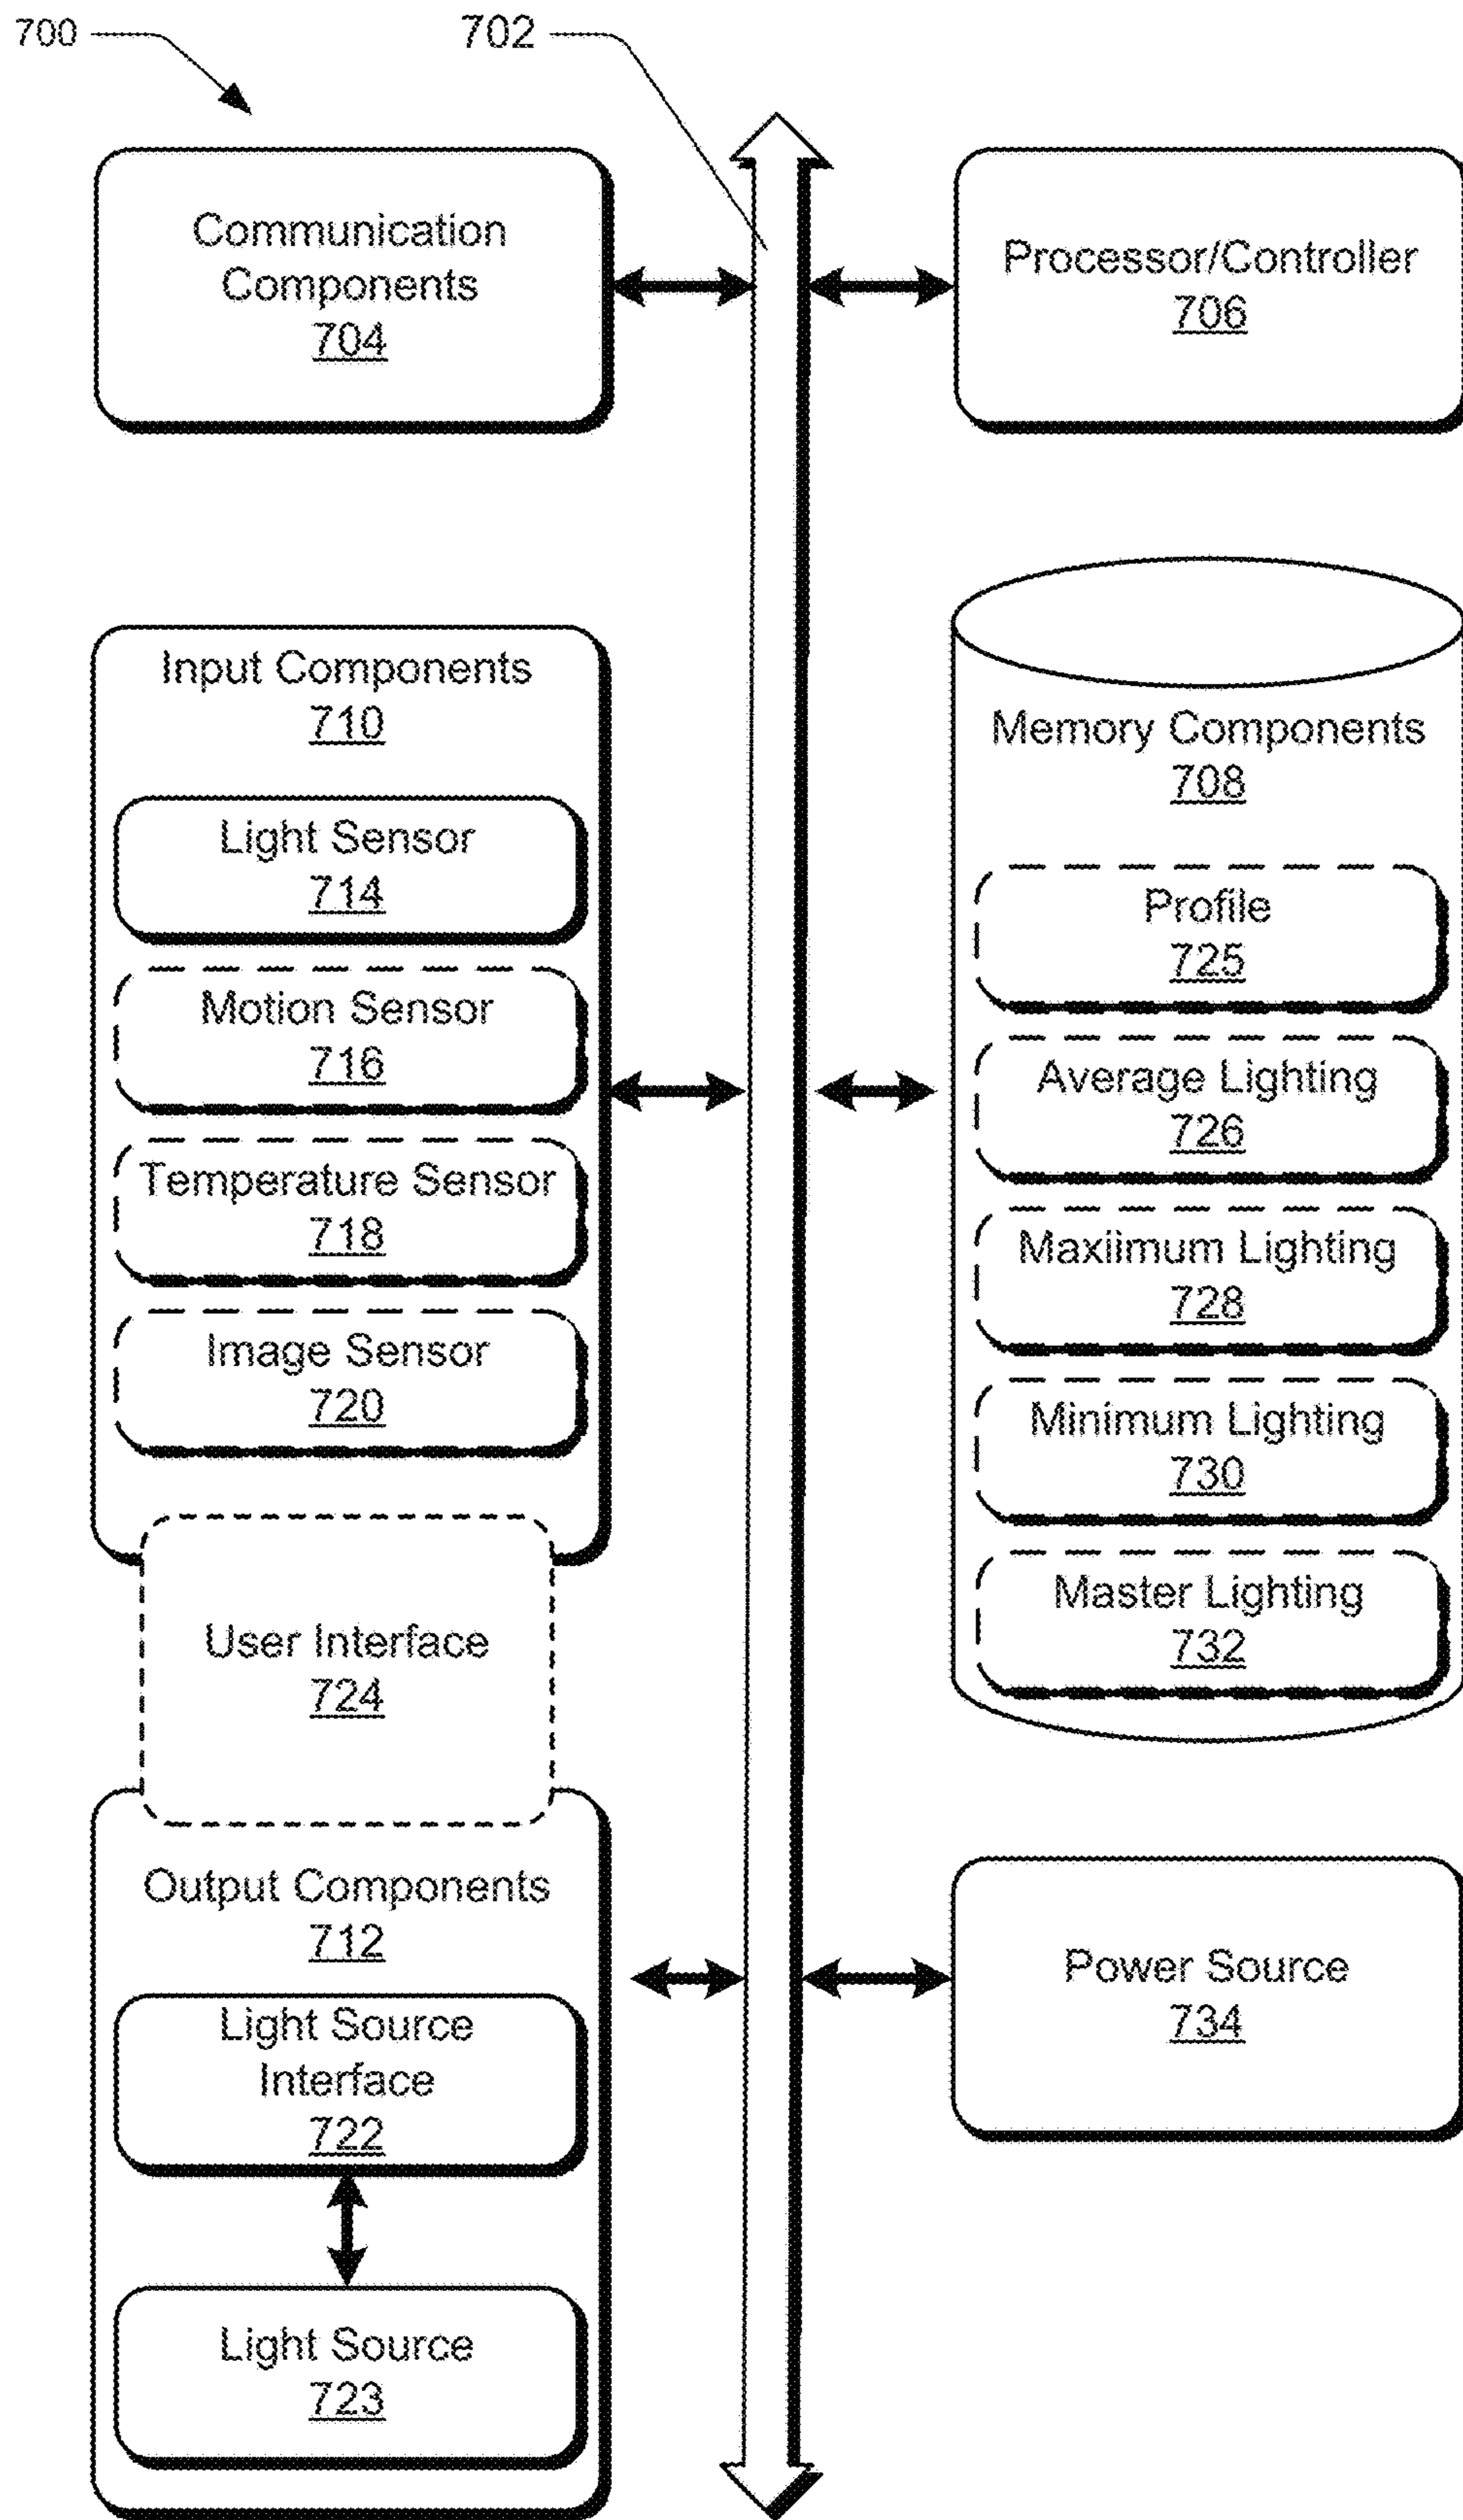 700
702
Communication
Components
704
Processor/Controller
706
Input Components
710
Light Sensor
714
Motion Sensor
716
Temperature Sensor
718
Image Sensor
720
User Interface
724
Output Components
712
Light Source
Interface
722
Light Source
723
Memory Components
708
Profile
725
Average Lighting
726
Maxiimum Lighting
728
Minimum Lighting
730
Master Lighting
732
Power Source
734